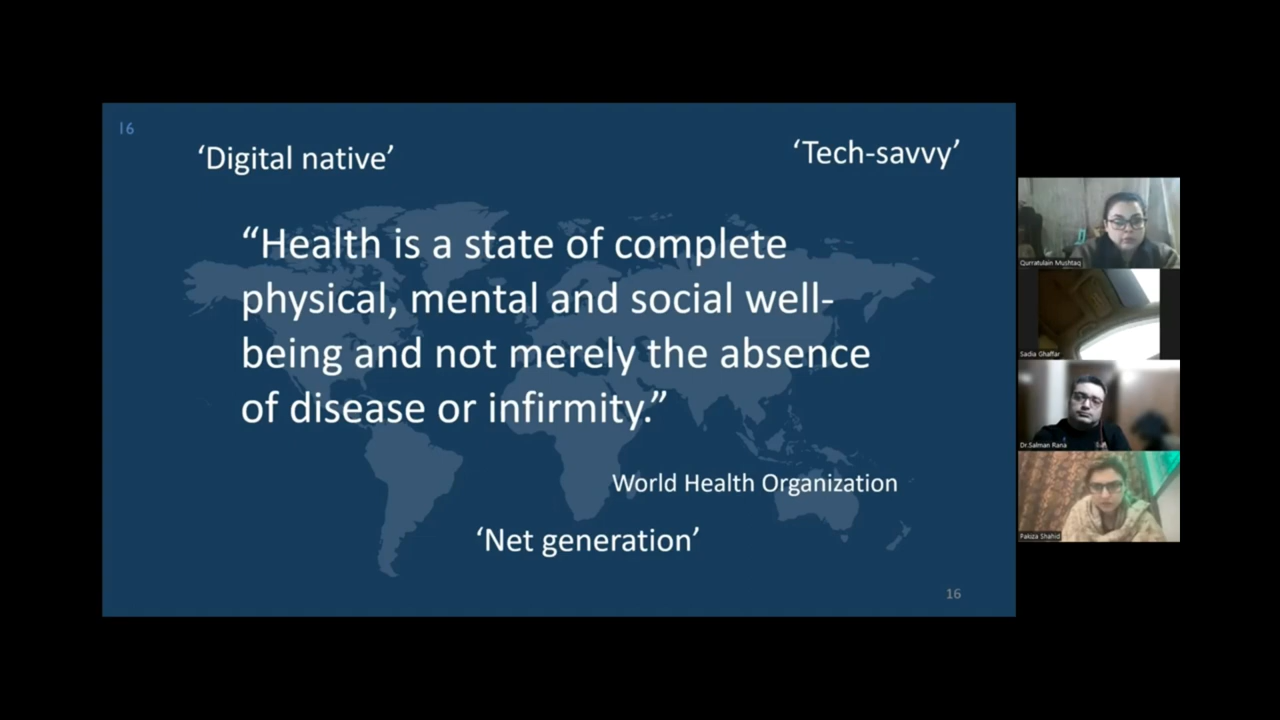 16
‘Digital native’
‘Tech-savvy’
“Health is a state of complete
physical, mental and social well-
being and not merely the absence
of disease or infirmity.”
World Health Organization
‘Net generation’
16
Qurratulain Mushtaq
Sadia Ghaffar
Dr.Salman Rana
Pakiza Shahid